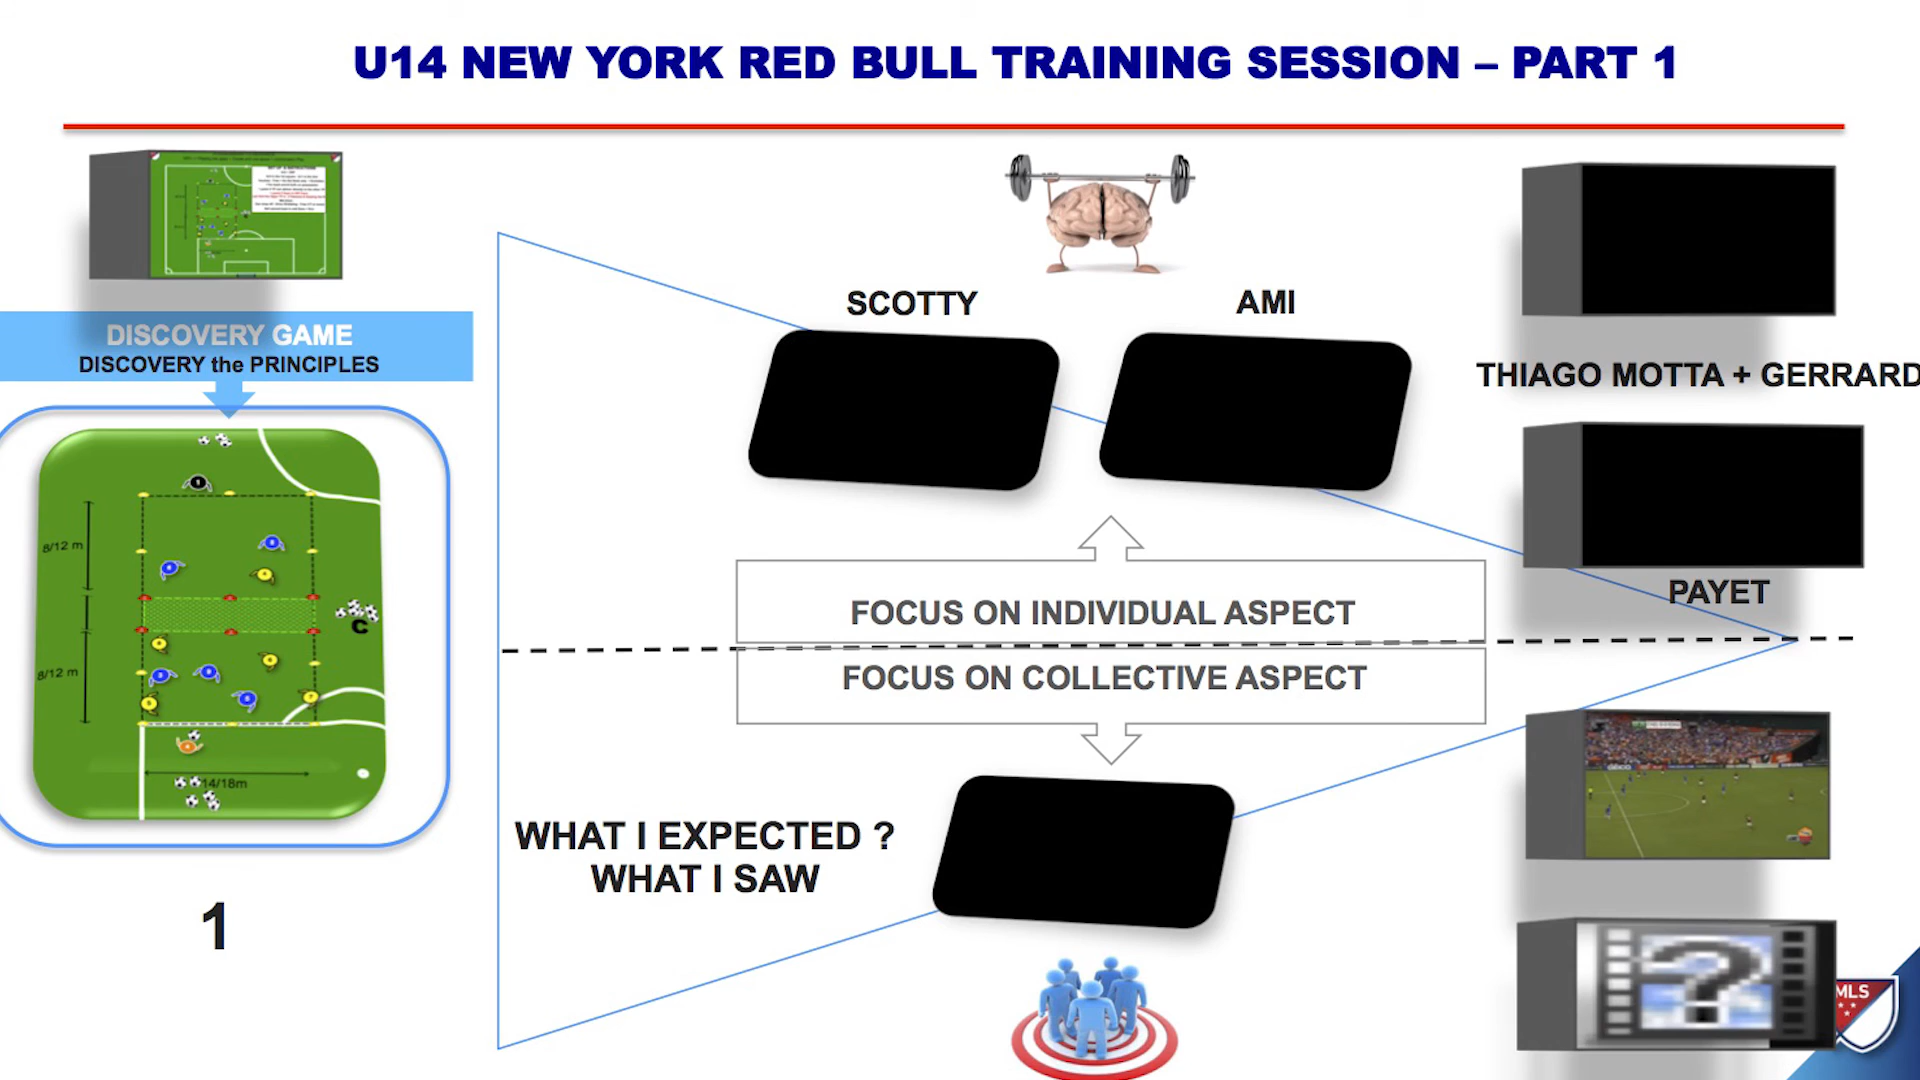 U14 NEW YORK RED BULL TRAINING SESSION – PART 1
DISCOVERY GAME
DISCOVERY the PRINCIPLES
8/12 m
8/12 m
C
14/18m
1
SCOTTY
AMI
THIAGO MOTTA + GERRARD
PAYET
FOCUS ON INDIVIDUAL ASPECT
FOCUS ON COLLECTIVE ASPECT
WHAT I EXPECTED ?
WHAT I SAW
?
MLS